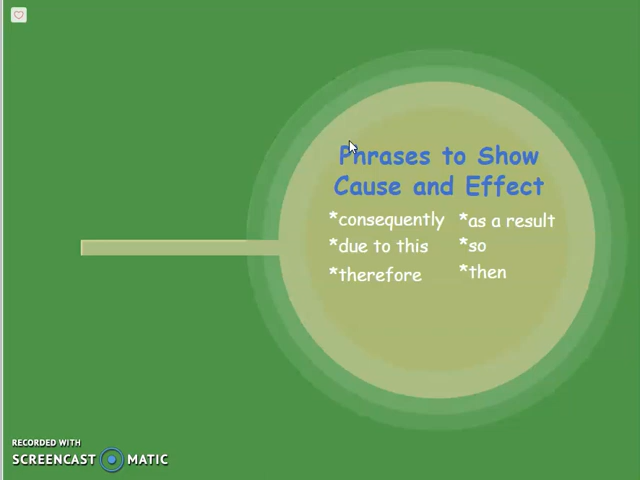 Phrases to Show
Cause and Effect
*consequently
*due to this
*therefore
*as a result
*so
*then
RECORDED WITH
SCREENCAST MATIC